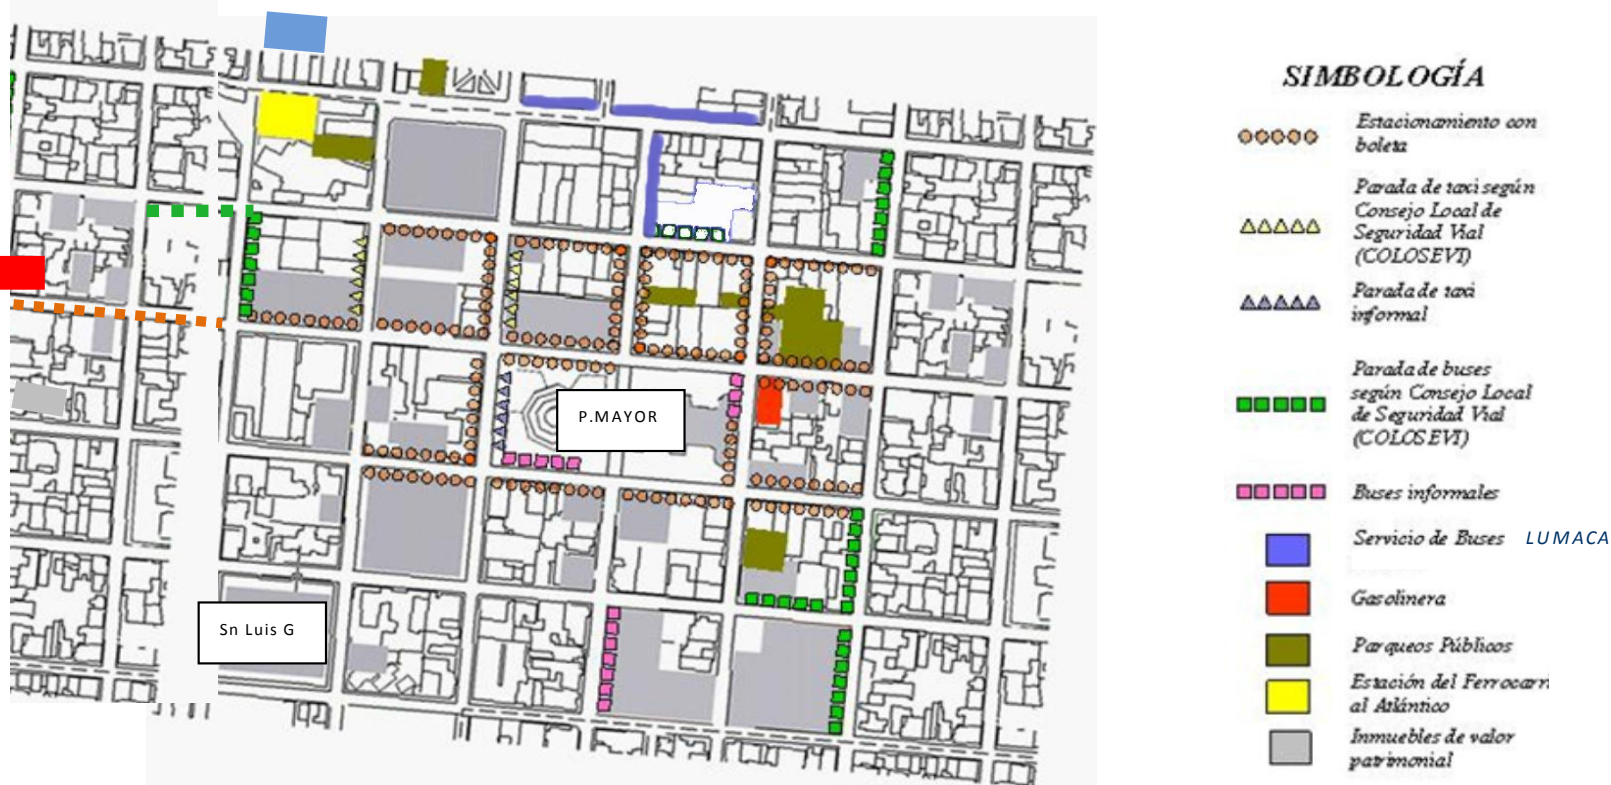 P.MAYOR
Sn Luis G
SIMBOLOGÍA
Estacionamiento con
boleta
Parada de taxi según
Consejo Local de
Seguridad Vial
(COLOSEVI)
Parada de taxi
informal
Parada de buses
según Consejo Local
de Seguridad Vial
(COLOSEVI)
Buses informales
Servicio de Buses LUMACA
Gasolinera
Parqueos Públicos
Estación del Ferrocarr
al Atlántico
Inmuebles de valor
patrimonial